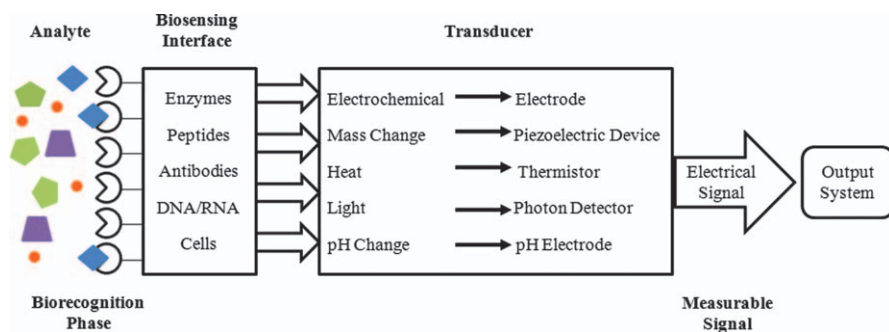 Analyte
Biosensing
Interface
Transducer
Enzymes
Peptides
Antibodies
DNA/RNA
Cells
Electrochemical
Electrode
Mass Change
Piezoelectric Device
Heat
Thermistor
Light
Photon Detector
pH Change
pH Electrode
Electrical
Signal
Output
System
Biorecognition
Phase
Measurable
Signal